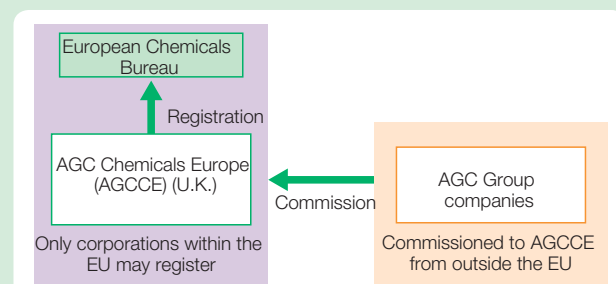 European Chemicals
Bureau
Registration
AGC Chemicals Europe
(AGCCE) (U.K.)
Only corporations within the
EU may register
Commission
AGC Group
companies
Commissioned to AGCCE
from outside the EU